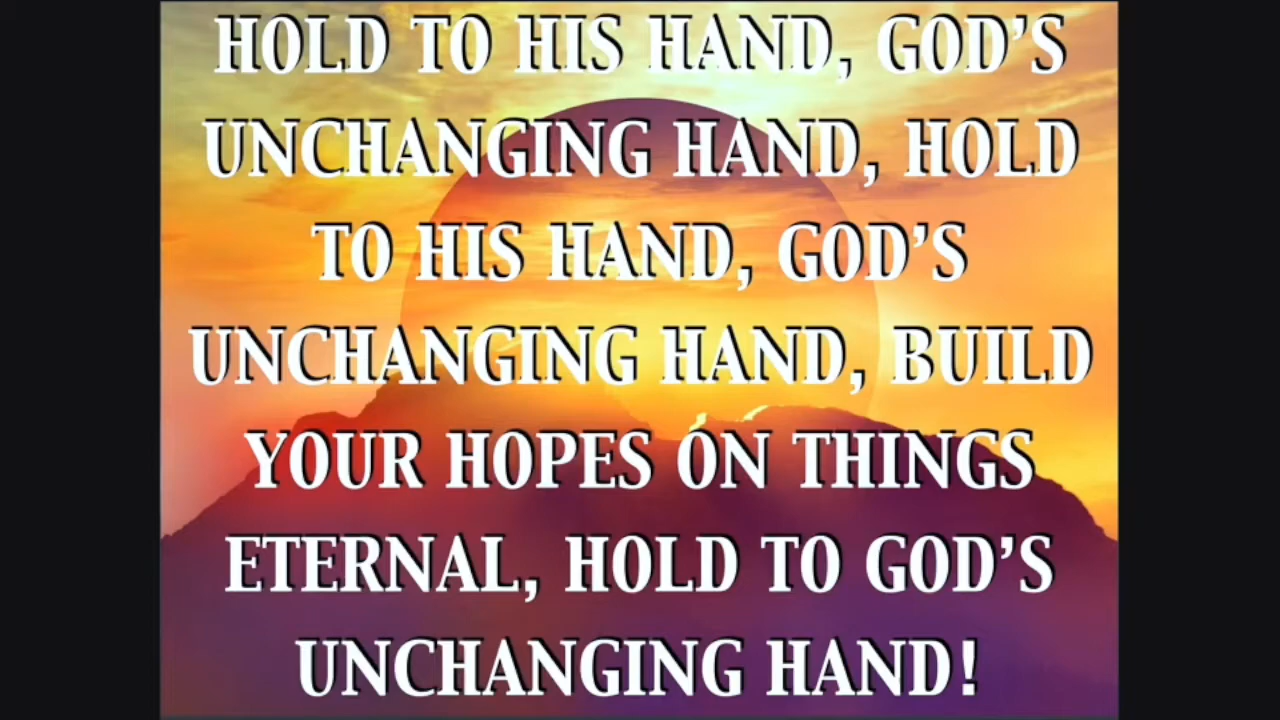 HOLD TO HIS HAND, GOD’S
UNCHANGING HAND, HOLD
TO HIS HAND, GOD’S
UNCHANGING HAND, BUILD
YOUR HOPES ON THINGS
ETERNAL, HOLD TO GOD’S
UNCHANGING HAND!